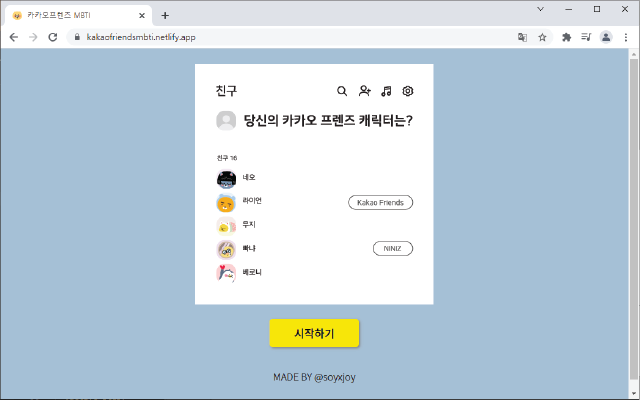 카카오프렌즈 MBTI
kakaofriendsmbti.netlify.app
친구
당신의 카카오 프렌즈 캐릭터는?
친구 16
네오
라이언
Kakao Friends
무지
빠냐
NINIZ
베로니
시작하기
MADE BY @soyxjoy